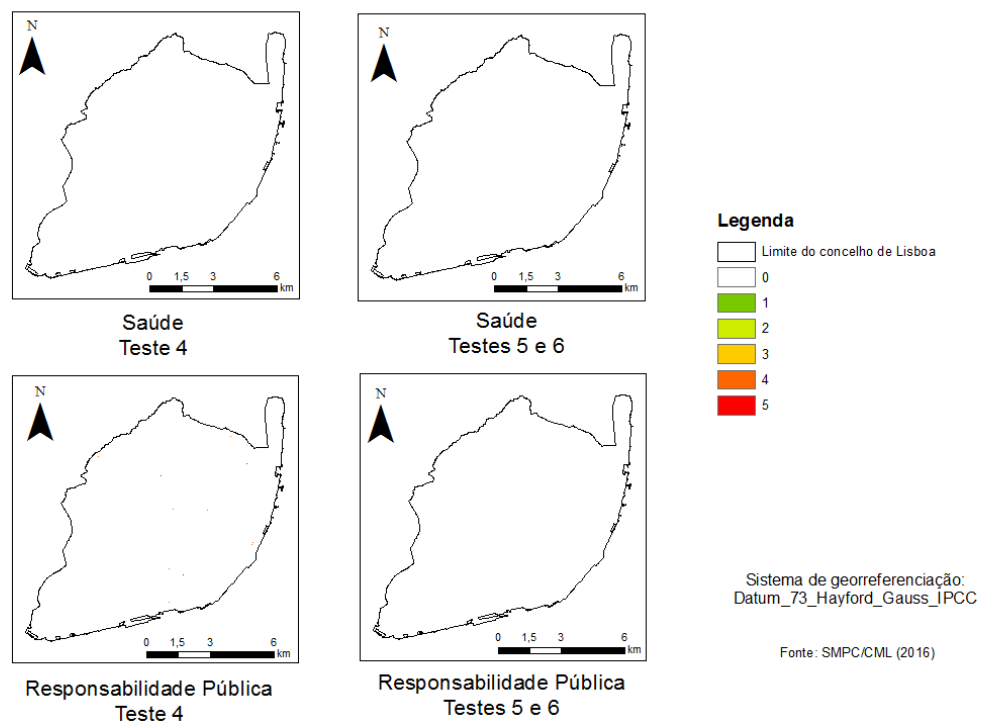 N
0 1,5 3 6
km
Saúde
Teste 4
N
0 1,5 3 6
km
Saúde
Testes 5 e 6
N
0 1,5 3 6
km
Responsabilidade Pública
Teste 4
N
0 1,5 3 6
km
Responsabilidade Pública
Testes 5 e 6
Legenda
Limite do concelho de Lisboa
0
1
2
3
4
5
Sistema de georreferenciação:
Datum_73_Hayford_Gauss_IPCC
Fonte: SMPC/CML (2016)